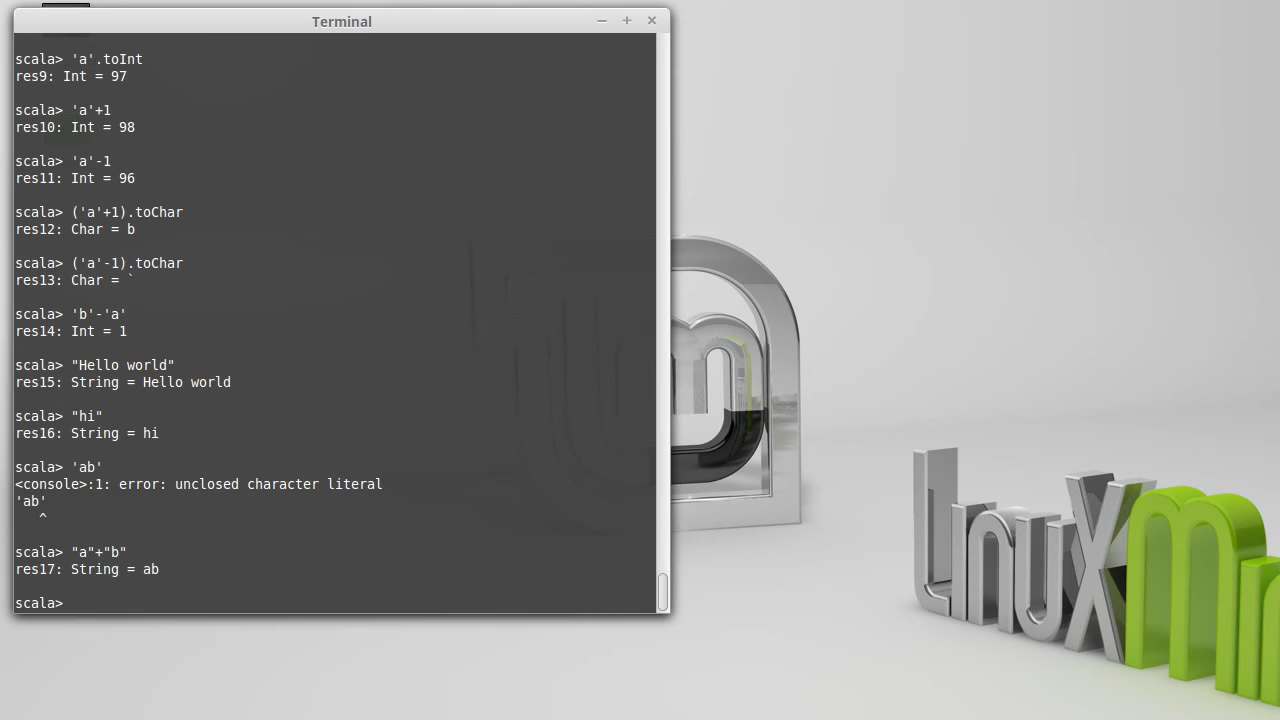 Terminal
scala> 'a'.toInt
res9: Int = 97
scala> 'a'+1
res10: Int = 98
scala> 'a'-1
res11: Int = 96
scala> ('a'+1).toChar
res12: Char = b
scala> ('a'-1).toChar
res13: Char = `
scala> 'b'-'a'
res14: Int = 1
scala> "Hello world"
res15: String = Hello world
scala> "hi"
res16: String = hi
scala> 'ab'
<console>:1: error: unclosed character literal
'ab'
   ^
scala> "a"+"b"
res17: String = ab
scala>
Linux